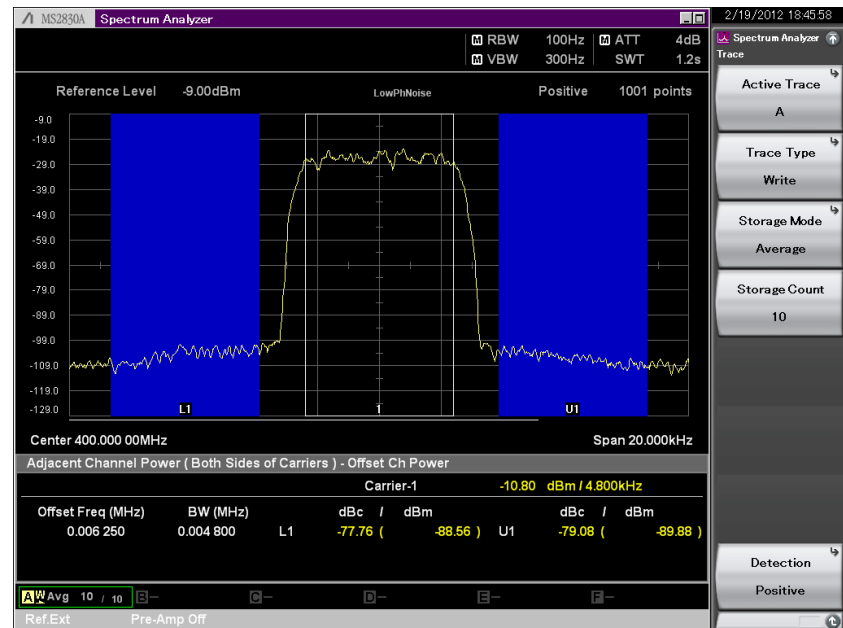 MS2830A Spectrum Analyzer
2/19/2012 18:45:58
M RBW 100Hz M ATT 4dB
M VBW 300Hz SWT 1.2s
Reference Level -9.00dBm LowPhNoise Positive 1001 points
-9.0
-19.0
-29.0
-39.0
-49.0
-59.0
-69.0
-79.0
-89.0
-99.0
-109.0
-119.0
-129.0
L1 1 U1
Center 400.000 00MHz Span 20.000kHz
Adjacent Channel Power ( Both Sides of Carriers ) - Offset Ch Power
Carrier-1 -10.80 dBm / 4.800kHz
Offset Freq (MHz) BW (MHz) dBc / dBm dBc / dBm
0.006 250 0.004 800 L1 -77.76 ( -88.56 ) U1 -79.08 ( -89.88 )
A W Avg 10 / 10 B- C- D- E- F-
Ref.Ext Pre-Amp Off
Spectrum Analyzer
Trace
Active Trace
A
Trace Type
Write
Storage Mode
Average
Storage Count
10
Detection
Positive